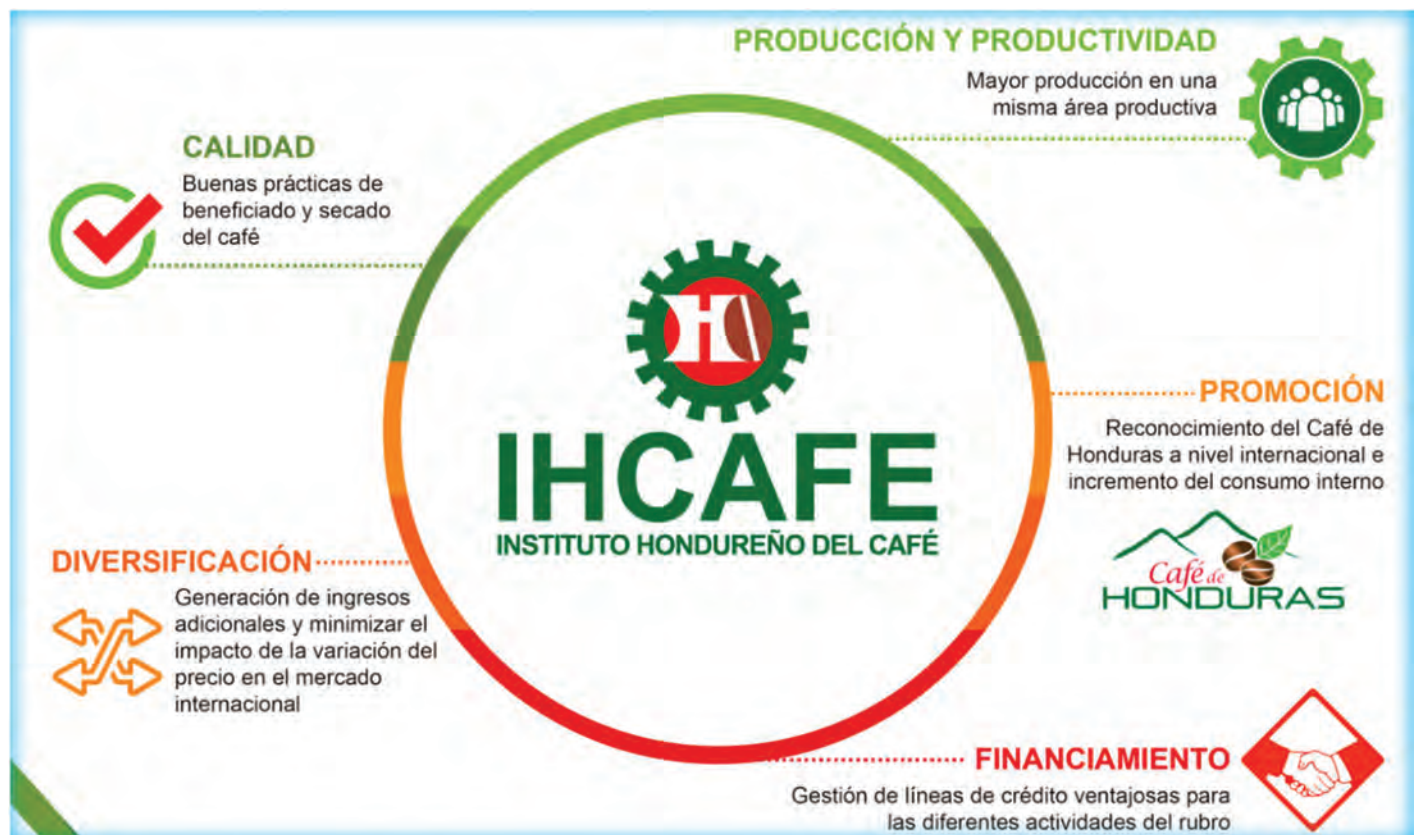 PRODUCCIÓN Y PRODUCTIVIDAD
Mayor producción en una
misma área productiva
CALIDAD
Buenas prácticas de
beneficiado y secado
del café
IHCAFE
INSTITUTO HONDUREÑO DEL CAFÉ
PROMOCIÓN
Reconocimiento del Café de
Honduras a nivel internacional e
incremento del consumo interno
Café de
HONDURAS
DIVERSIFICACIÓN
Generación de ingresos
adicionales y minimizar el
impacto de la variación del
precio en el mercado
internacional
FINANCIAMIENTO
Gestión de líneas de crédito ventajosas para
las diferentes actividades del rubro